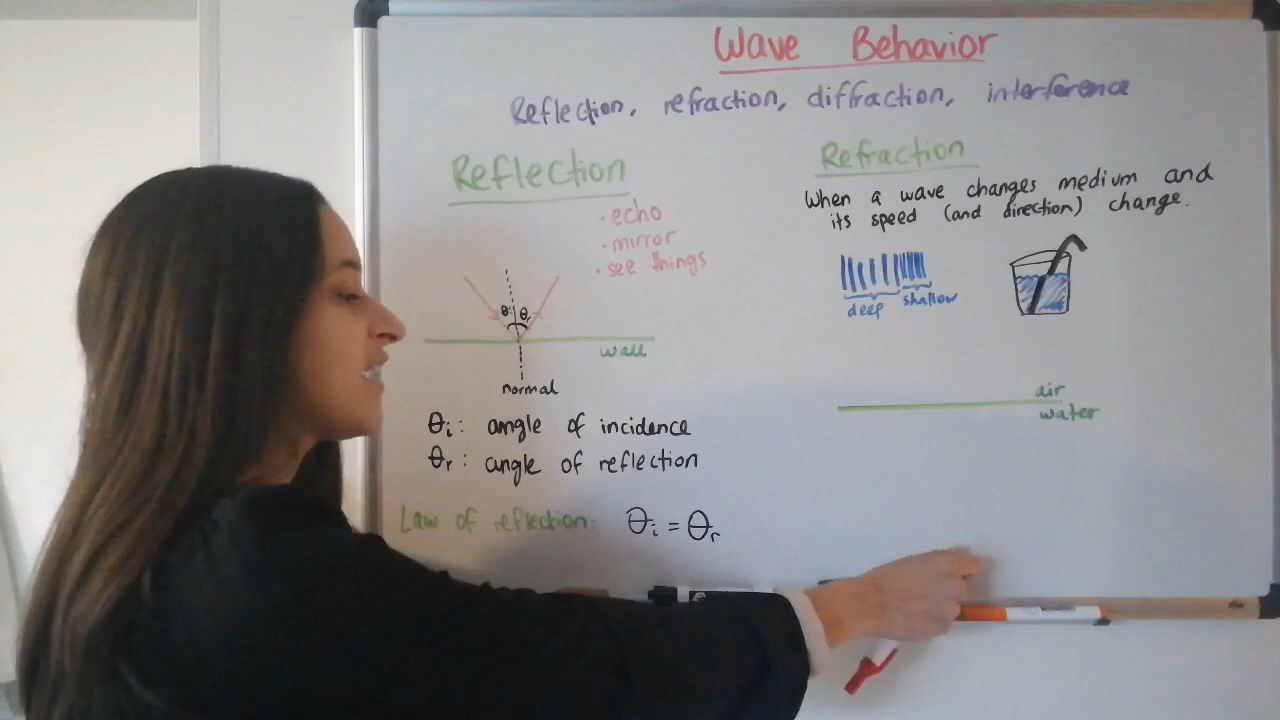 Wave Behavior
Reflection, refraction, diffraction, interference
Reflection
• echo
• mirror
• see things
θi θr
wall
normal
θi: angle of incidence
θr: angle of reflection
Law of reflection: θi = θr
Refraction
When a wave changes medium and
its speed (and direction) change.
deep shallow
air
water